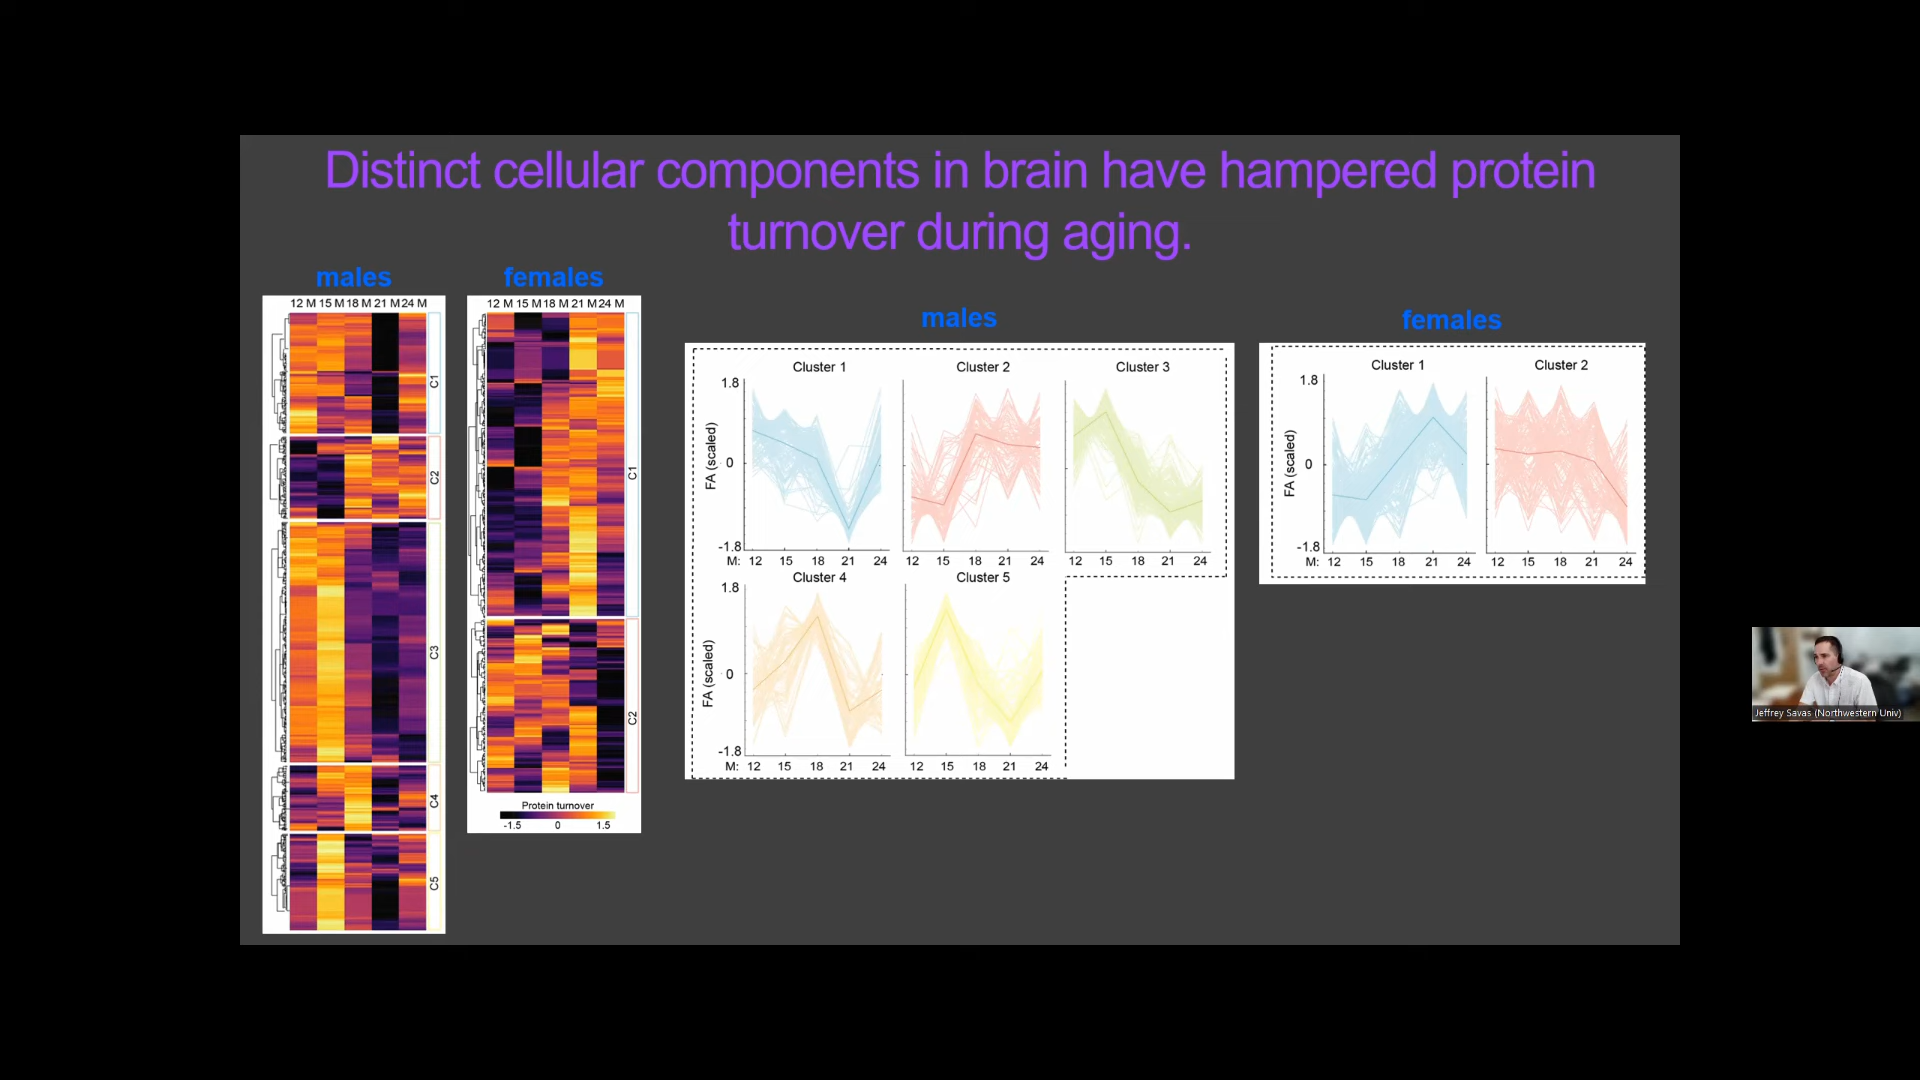 Distinct cellular components in brain have hampered protein
turnover during aging.
males
12 M 15 M 18 M 21 M 24 M
C1
C2
C3
C4
C5
females
12 M 15 M 18 M 21 M 24 M
C1
C2
Protein turnover
-1.5 0 1.5
males
Cluster 1 Cluster 2 Cluster 3
1.8
FA (scaled)
0
-1.8
M: 12 15 18 21 24 12 15 18 21 24 12 15 18 21 24
Cluster 4 Cluster 5
1.8
FA (scaled)
0
-1.8
M: 12 15 18 21 24 12 15 18 21 24
females
Cluster 1 Cluster 2
1.8
FA (scaled)
0
-1.8
M: 12 15 18 21 24 12 15 18 21 24
Jeffrey Savas (Northwestern Univ)